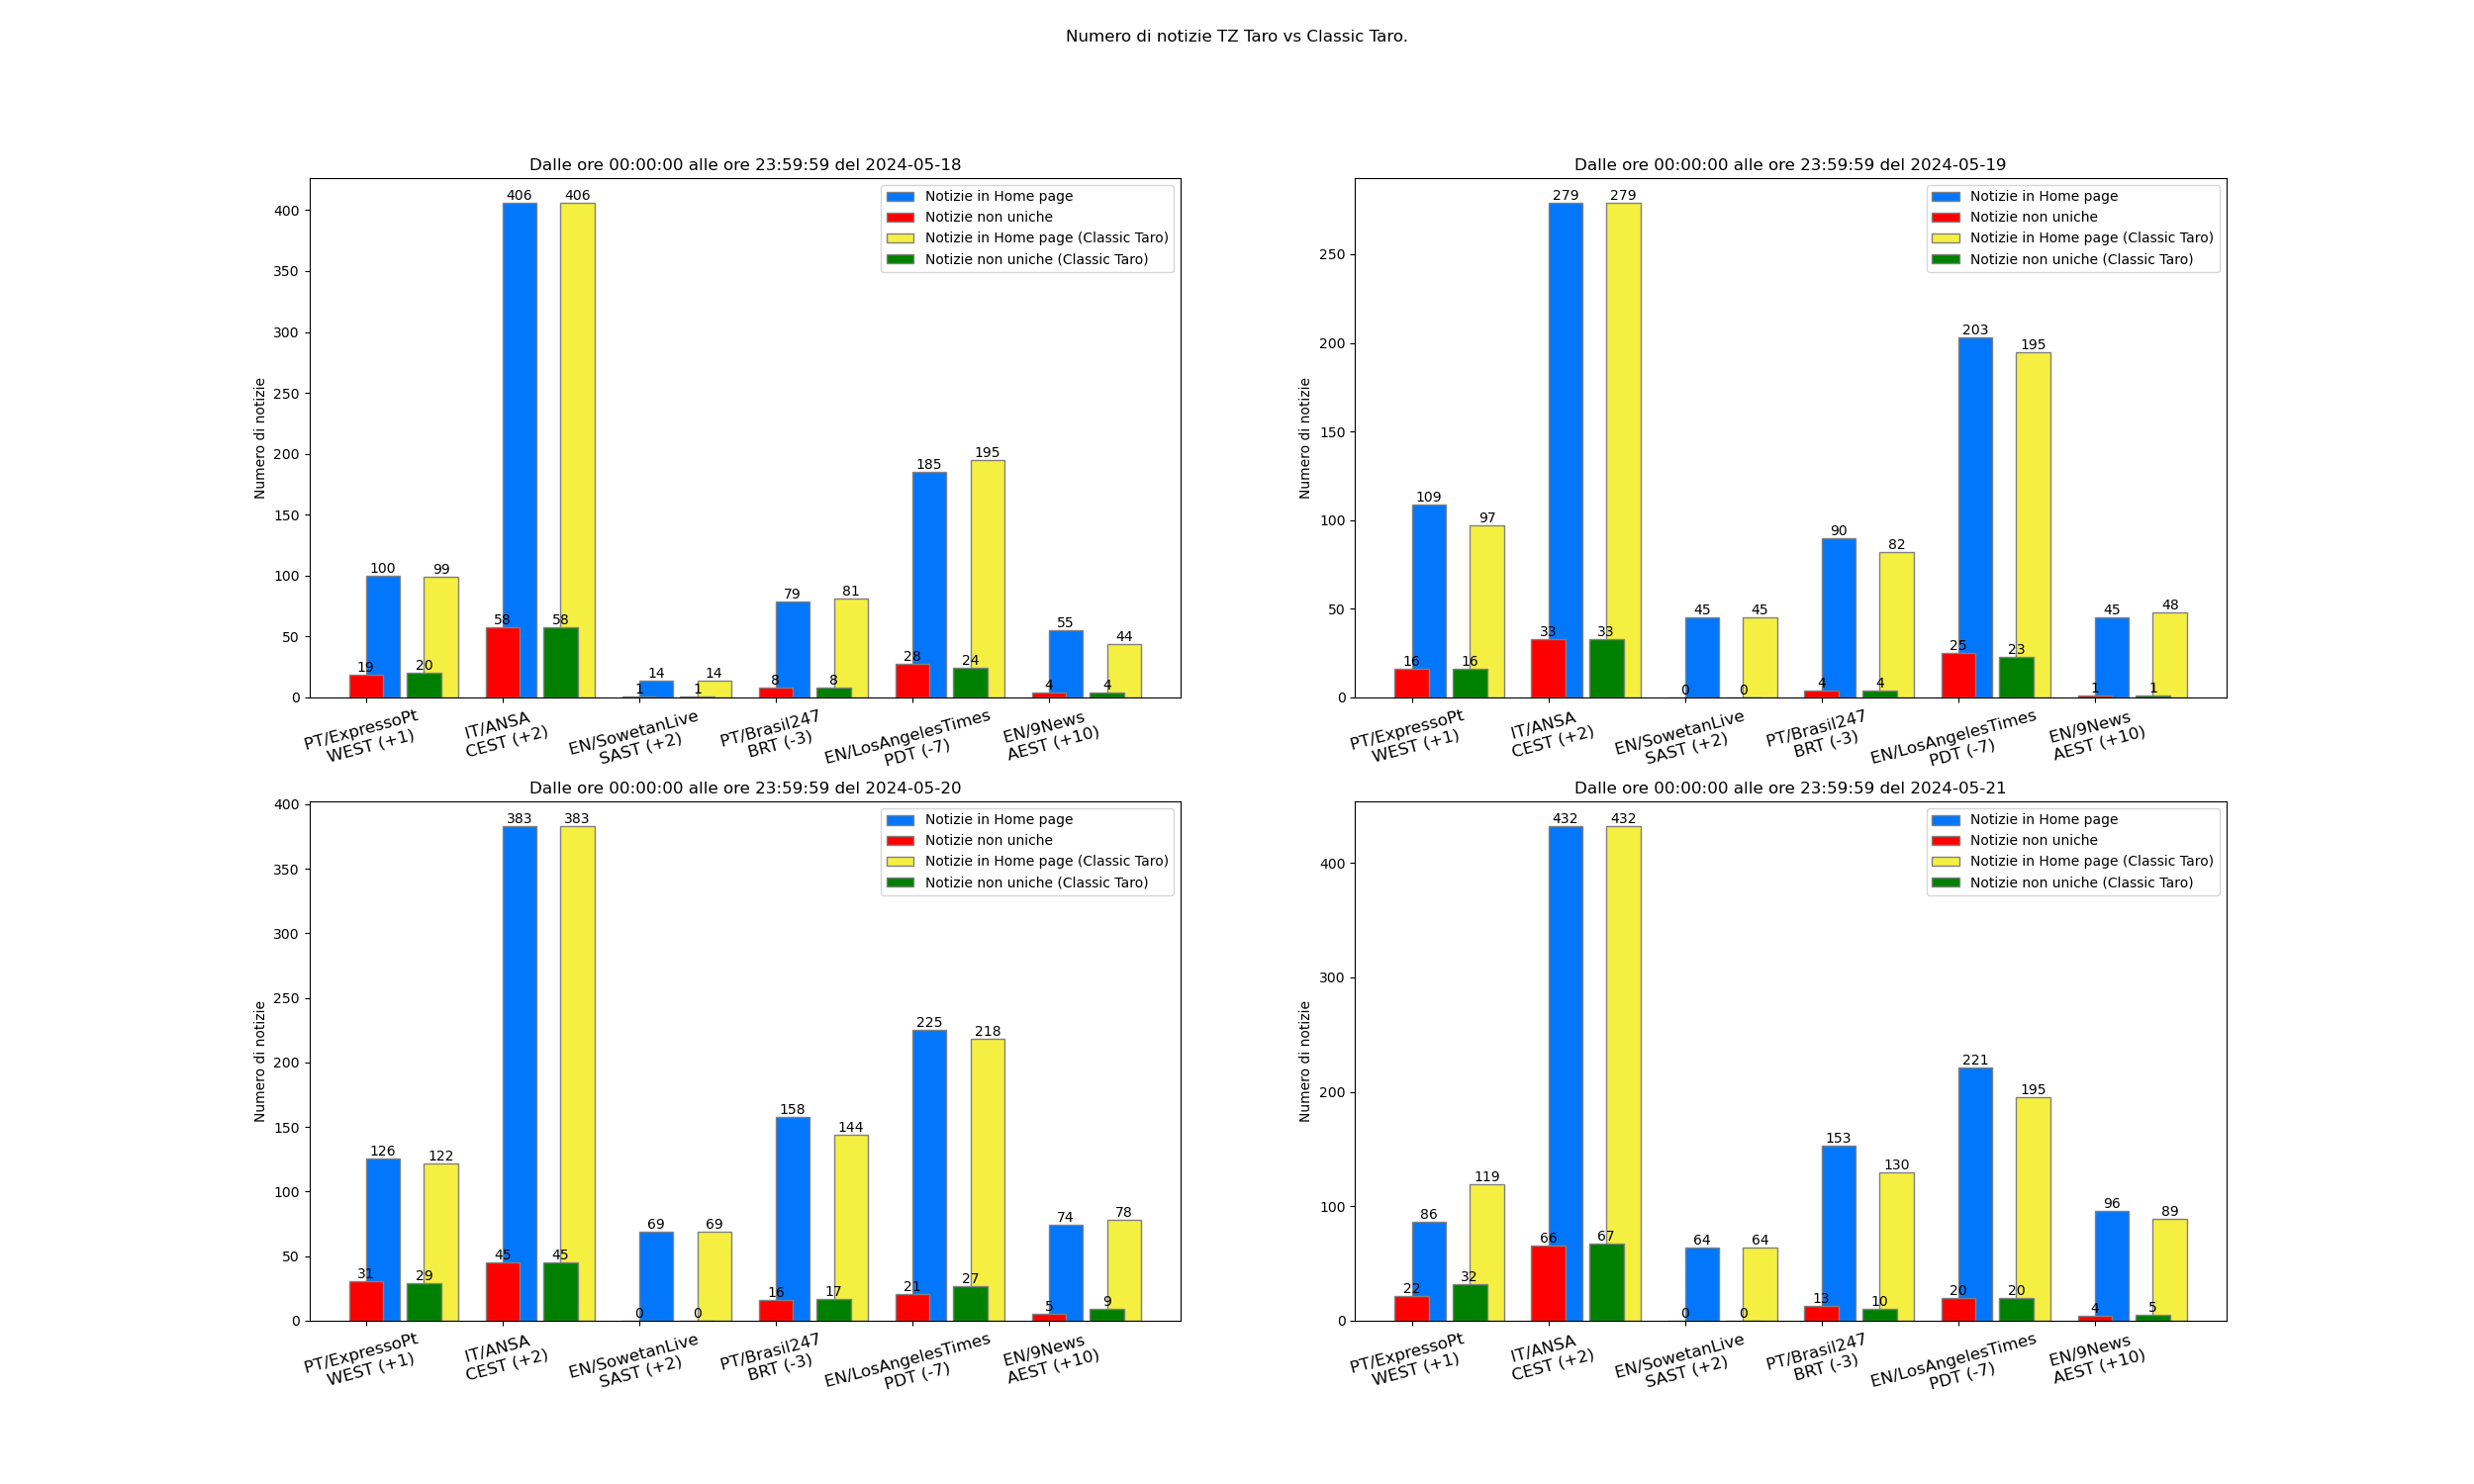 Numero di notizie TZ Taro vs Classic Taro.
Dalle ore 00:00:00 alle ore 23:59:59 del 2024-05-18
Numero di notizie
400
350
300
250
200
150
100
50
0
Notizie in Home page
Notizie non uniche
Notizie in Home page (Classic Taro)
Notizie non uniche (Classic Taro)
19 100 20 99
58 406 58 406
1 14 1 14
8 79 8 81
28 185 24 195
4 55 4 44
PT/ExpressoPt
WEST (+1)
IT/ANSA
CEST (+2)
EN/SowetanLive
SAST (+2)
PT/Brasil247
BRT (-3)
EN/LosAngelesTimes
PDT (-7)
EN/9News
AEST (+10)
Dalle ore 00:00:00 alle ore 23:59:59 del 2024-05-19
Numero di notizie
250
200
150
100
50
0
Notizie in Home page
Notizie non uniche
Notizie in Home page (Classic Taro)
Notizie non uniche (Classic Taro)
16 109 16 97
33 279 33 279
0 45 0 45
4 90 4 82
25 203 23 195
1 45 1 48
PT/ExpressoPt
WEST (+1)
IT/ANSA
CEST (+2)
EN/SowetanLive
SAST (+2)
PT/Brasil247
BRT (-3)
EN/LosAngelesTimes
PDT (-7)
EN/9News
AEST (+10)
Dalle ore 00:00:00 alle ore 23:59:59 del 2024-05-20
Numero di notizie
400
350
300
250
200
150
100
50
0
Notizie in Home page
Notizie non uniche
Notizie in Home page (Classic Taro)
Notizie non uniche (Classic Taro)
31 126 29 122
45 383 45 383
0 69 0 69
16 158 17 144
21 225 27 218
5 74 9 78
PT/ExpressoPt
WEST (+1)
IT/ANSA
CEST (+2)
EN/SowetanLive
SAST (+2)
PT/Brasil247
BRT (-3)
EN/LosAngelesTimes
PDT (-7)
EN/9News
AEST (+10)
Dalle ore 00:00:00 alle ore 23:59:59 del 2024-05-21
Numero di notizie
400
300
200
100
0
Notizie in Home page
Notizie non uniche
Notizie in Home page (Classic Taro)
Notizie non uniche (Classic Taro)
22 86 32 119
66 432 67 432
0 64 0 64
13 153 10 130
20 221 20 195
4 96 5 89
PT/ExpressoPt
WEST (+1)
IT/ANSA
CEST (+2)
EN/SowetanLive
SAST (+2)
PT/Brasil247
BRT (-3)
EN/LosAngelesTimes
PDT (-7)
EN/9News
AEST (+10)